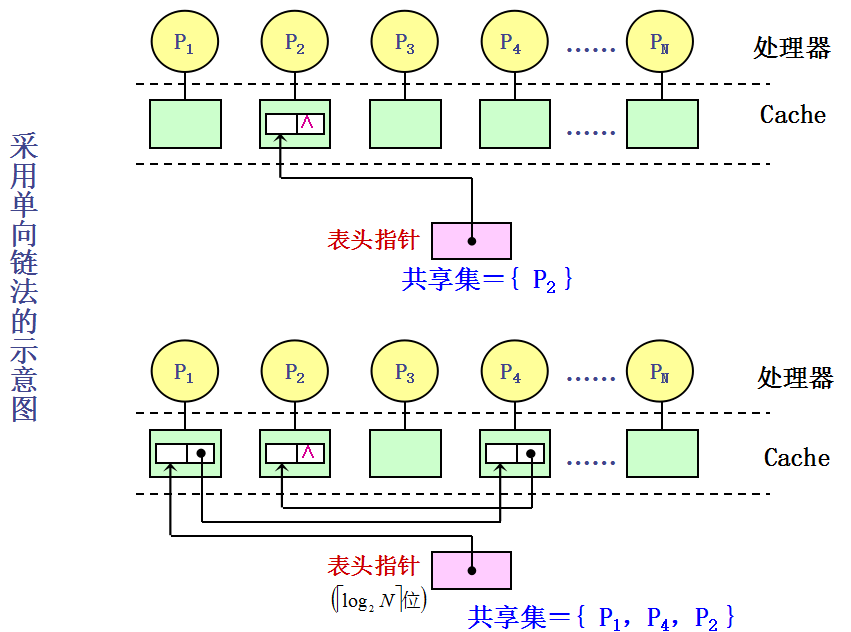 采用单向链法的示意图
P1 P2 P3 P4 …… PN 处理器
Λ …… Cache
表头指针
共享集＝{ P2 }
P1 P2 P3 P4 …… PN 处理器
Λ …… Cache
表头指针
(⌈log2 N⌉位)
共享集＝{ P1, P4, P2 }